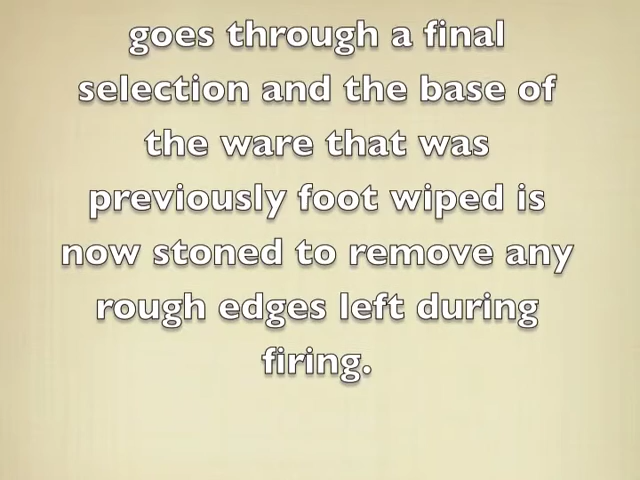 goes through a final
selection and the base of
the ware that was
previously foot wiped is
now stoned to remove any
rough edges left during
firing.